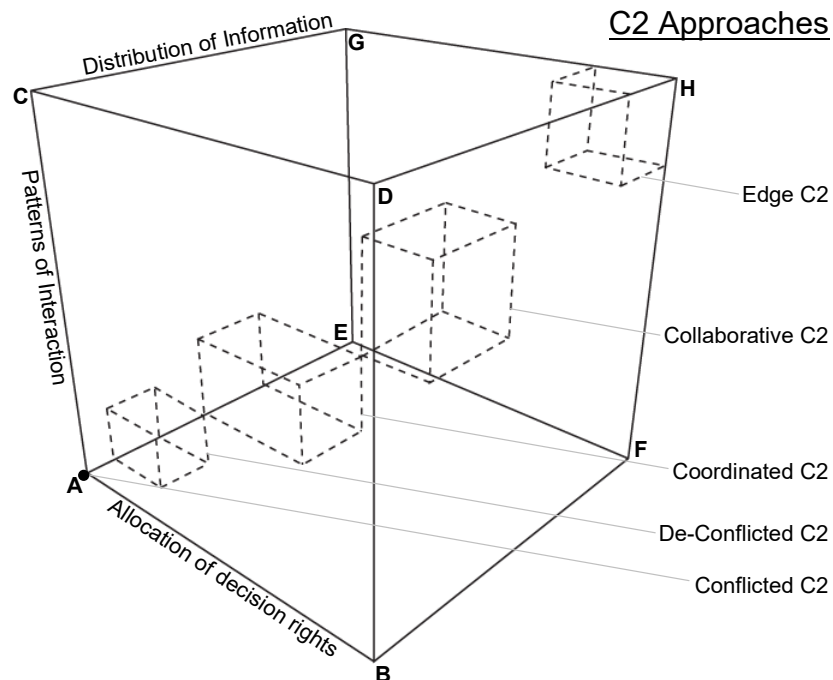 C2 Approaches
Distribution of Information
G
C
H
D
Patterns of Interaction
Edge C2
E
Collaborative C2
F
Coordinated C2
A
Allocation of decision rights
De-Conflicted C2
Conflicted C2
B